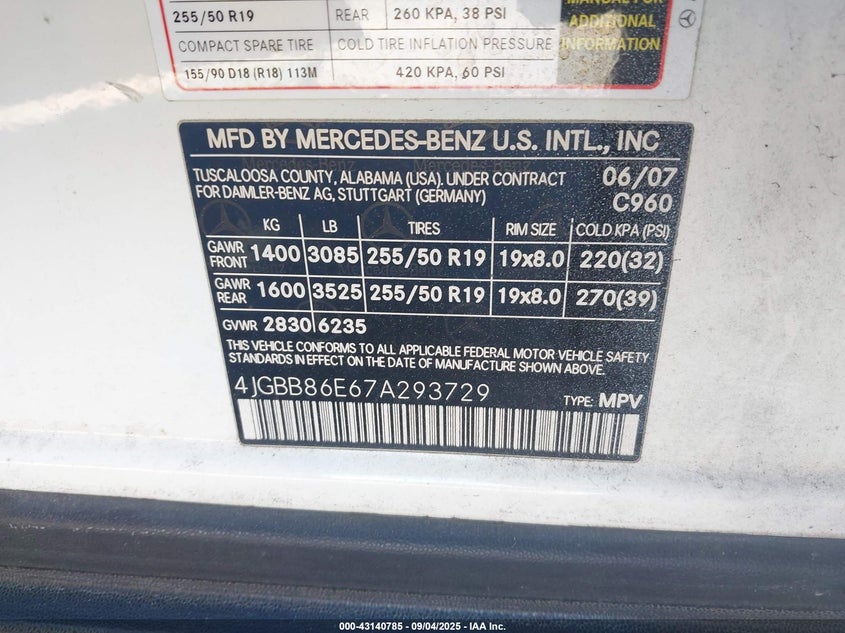 255/50 R19 REAR 260 KPA, 38 PSI
COMPACT SPARE TIRE COLD TIRE INFLATION PRESSURE
155/90 D18 (R18) 113M 420 KPA, 60 PSI
MANUAL FOR
ADDITIONAL
INFORMATION
MFD BY MERCEDES-BENZ U.S. INTL., INC
TUSCALOOSA COUNTY, ALABAMA (USA). UNDER CONTRACT
FOR DAIMLER-BENZ AG, STUTTGART (GERMANY)
06/07
C960
KG LB TIRES RIM SIZE COLD KPA (PSI)
GAWR FRONT 1400 3085 255/50 R19 19x8.0 220(32)
GAWR REAR 1600 3525 255/50 R19 19x8.0 270(39)
GVWR 2830 6235
THIS VEHICLE CONFORMS TO ALL APPLICABLE FEDERAL MOTOR VEHICLE SAFETY
STANDARDS IN EFFECT ON THE DATE OF MANUFACTURE SHOWN ABOVE.
4JGBB86E67A293729 TYPE: MPV
000-43140785 - 09/04/2025 - IAA Inc.